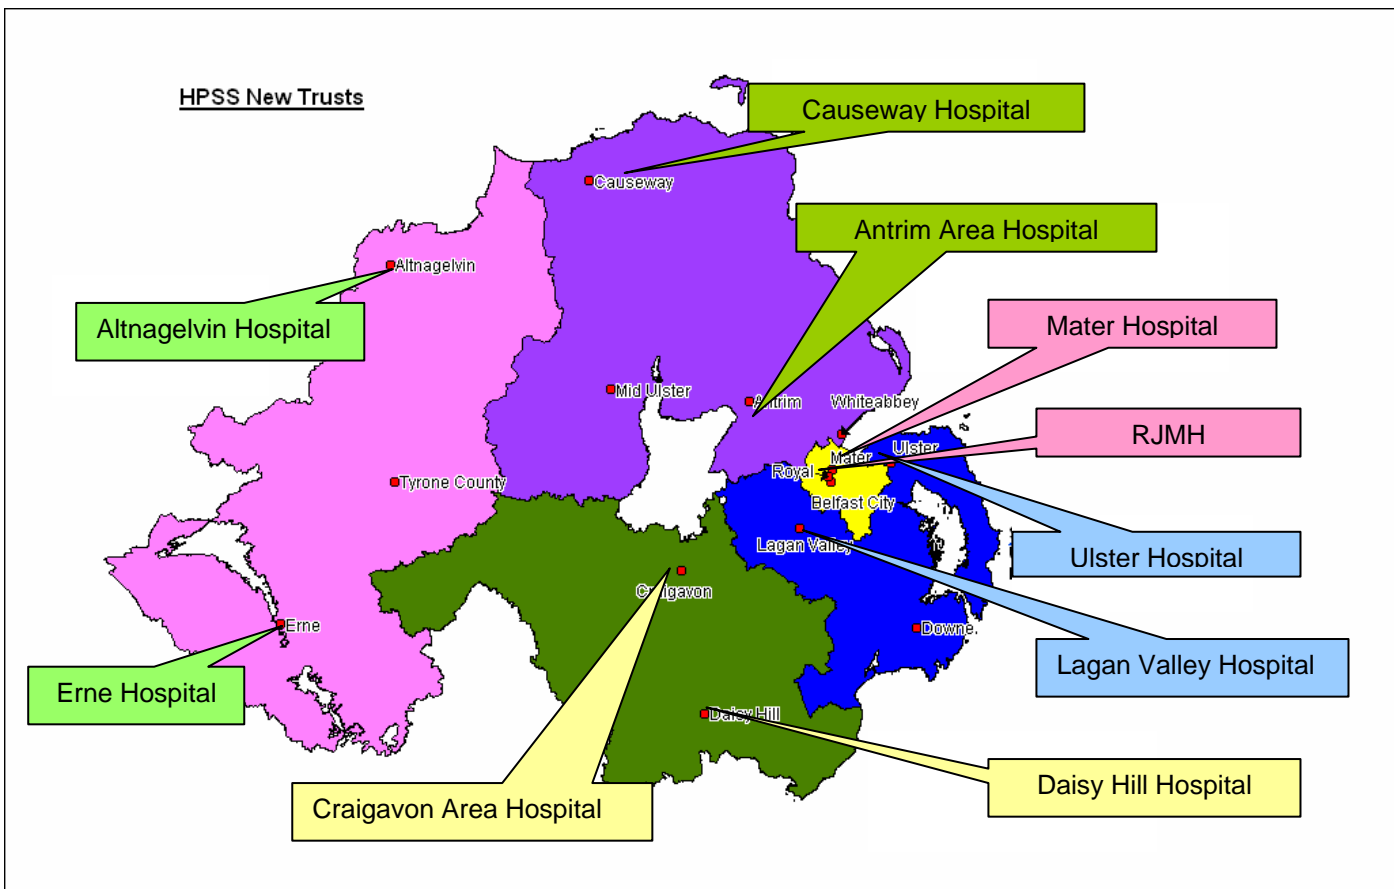 HPSS New Trusts
Causeway Hospital
Causeway
Antrim Area Hospital
Altnagelvin
Altnagelvin Hospital
Mater Hospital
Mid Ulster
Antrim
Whiteabbey
RJMH
Ulster
Mater
Royal
Tyrone County
Belfast City
Lagan Valley
Ulster Hospital
Craigavon
Erne
Downe.
Lagan Valley Hospital
Erne Hospital
Daisy Hill
Daisy Hill Hospital
Craigavon Area Hospital